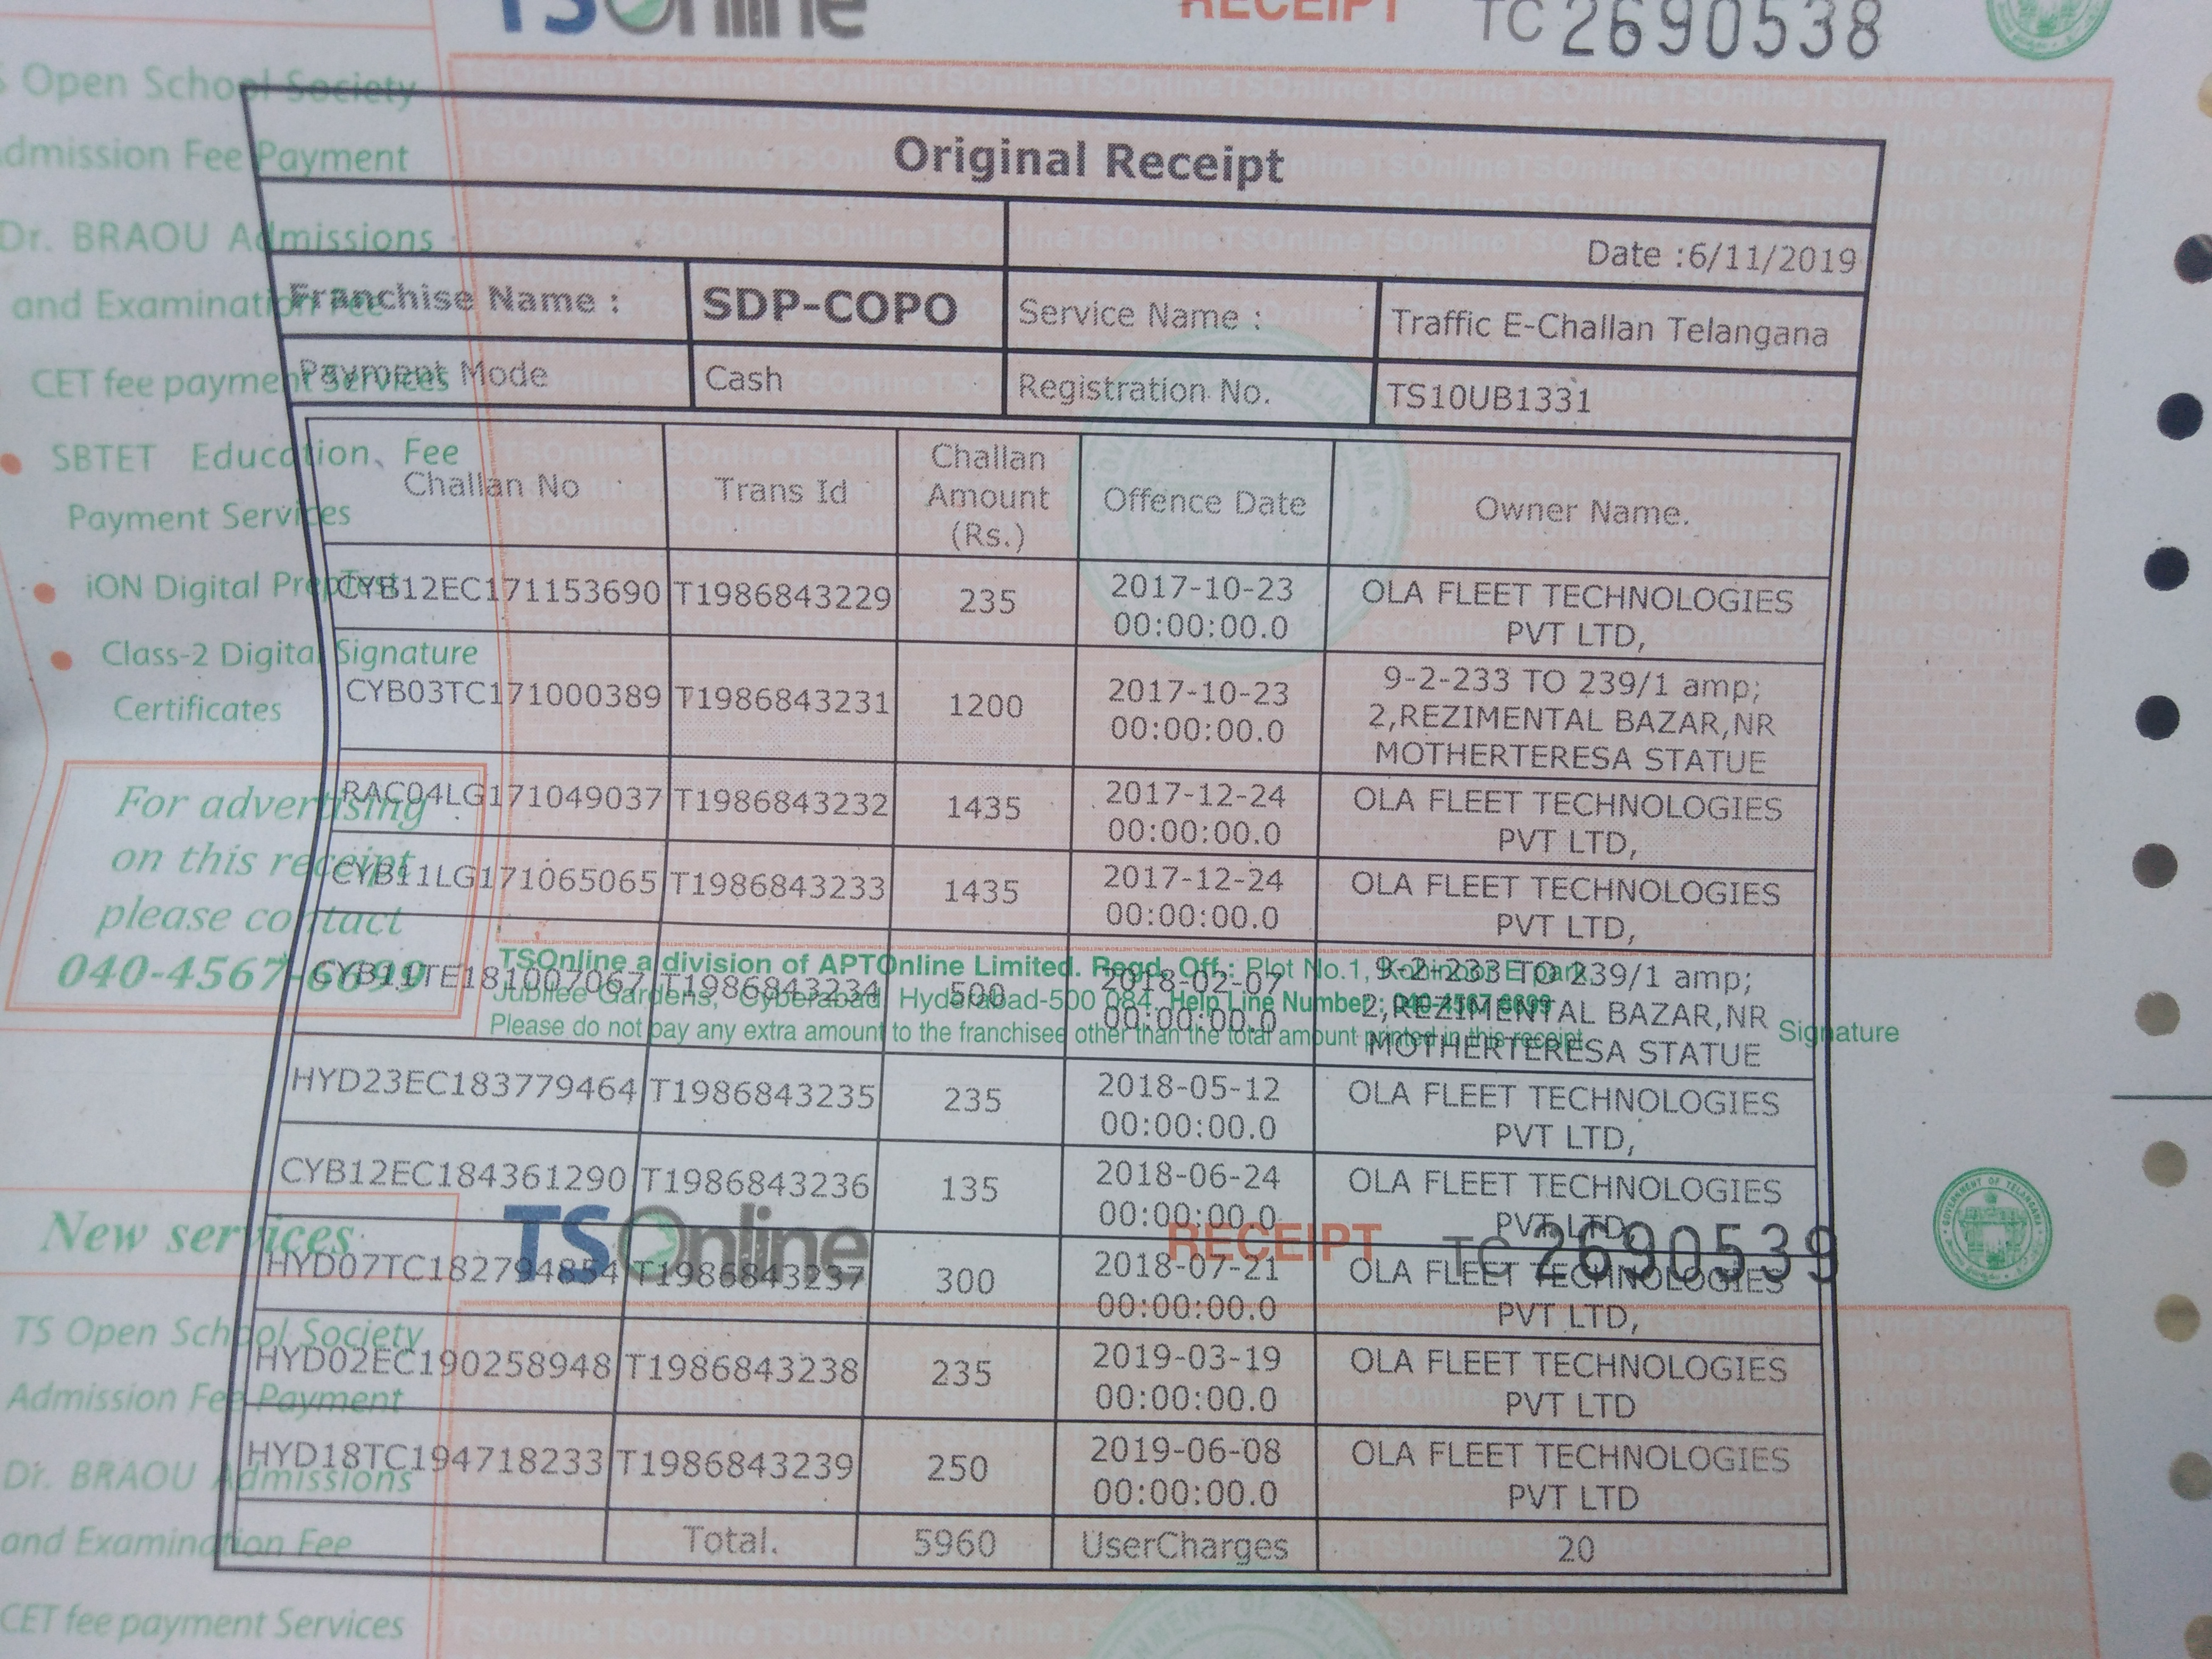 TSOnline RECEIPT TC 2690538
Open School Society
Admission Fee Payment
Dr. BRAOU Admissions
and Examination Fee
CET fee payment Services
SBTET Education Fee
Payment Services
iON Digital PrepTest
Class-2 Digital Signature
Certificates
For advertising
on this receipt
please contact
040-4567-6699
Original Receipt
Date :6/11/2019
Franchise Name : SDP-COPO Service Name : Traffic E-Challan Telangana
Payment Mode Cash Registration No. TS10UB1331
Challan No Trans Id Challan Amount (Rs.) Offence Date Owner Name.
CYB12EC171153690 T1986843229 235 2017-10-23 00:00:00.0 OLA FLEET TECHNOLOGIES PVT LTD,
CYB03TC171000389 T1986843231 1200 2017-10-23 00:00:00.0 9-2-233 TO 239/1 amp; 2,REZIMENTAL BAZAR,NR MOTHERTERESA STATUE
RAC04LG171049037 T1986843232 1435 2017-12-24 00:00:00.0 OLA FLEET TECHNOLOGIES PVT LTD,
CYB11LG171065065 T1986843233 1435 2017-12-24 00:00:00.0 OLA FLEET TECHNOLOGIES PVT LTD,
CYB11TE181007067 T1986843234 500 2018-02-07 00:00:00.0 9-2-233 TO 239/1 amp; 2,REZIMENTAL BAZAR,NR MOTHERTERESA STATUE
HYD23EC183779464 T1986843235 235 2018-05-12 00:00:00.0 OLA FLEET TECHNOLOGIES PVT LTD,
CYB12EC184361290 T1986843236 135 2018-06-24 00:00:00.0 OLA FLEET TECHNOLOGIES PVT LTD,
HYD07TC182794854 T1986843237 300 2018-07-21 00:00:00.0 OLA FLEET TECHNOLOGIES PVT LTD,
HYD02EC190258948 T1986843238 235 2019-03-19 00:00:00.0 OLA FLEET TECHNOLOGIES PVT LTD
HYD18TC194718233 T1986843239 250 2019-06-08 00:00:00.0 OLA FLEET TECHNOLOGIES PVT LTD
Total. 5960 UserCharges 20
TSOnline a division of APTOnline Limited. Regd. Off.: Plot No.1, Kohinoor E park,
Jubilee Gardens, Cyberabad, Hyderabad-500 084. Help Line Number : 040-4567 6699
Please do not pay any extra amount to the franchisee other than the total amount printed in this receipt
Signature
TSOnline RECEIPT TC 2690539
GOVERNMENT OF TELANGANA
New services
TS Open School Society
Admission Fee Payment
Dr. BRAOU Admissions
and Examination Fee
CET fee payment Services